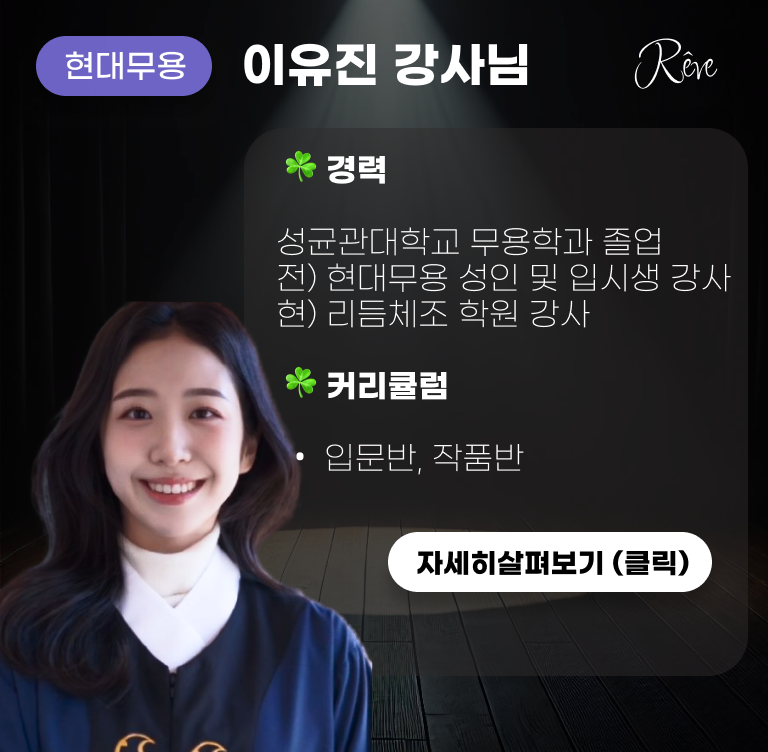 현대무용
이유진 강사님
Rêve
경력
성균관대학교 무용학과 졸업
전) 현대무용 성인 및 입시생 강사
현) 리듬체조 학원 강사
커리큘럼
• 입문반, 작품반
자세히살펴보기 (클릭)